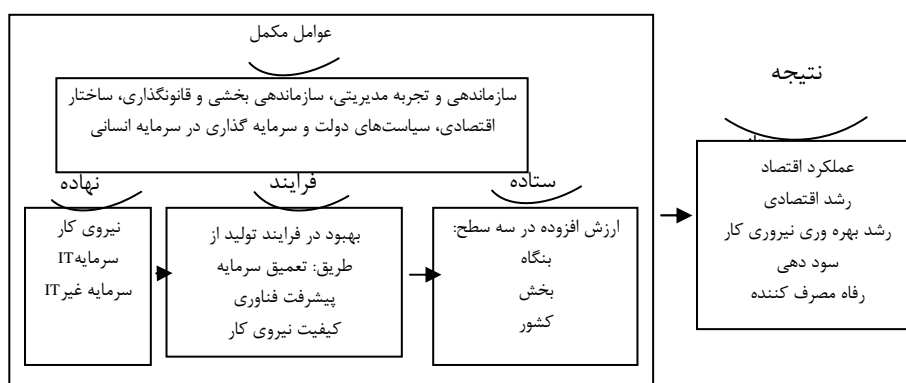 عوامل مکمل
سازماندهی و تجربه مدیریتی، سازماندهی بخشی و قانونگذاری، ساختار
اقتصادی، سیاست‌های دولت و سرمایه گذاری در سرمایه انسانی
نهاده
نیروی کار
سرمایهIT
سرمایه غیرIT
فرایند
بهبود در فرایند تولید از
طریق: تعمیق سرمایه
پیشرفت فناوری
کیفیت نیروی کار
ستاده
ارزش افزوده در سه سطح:
بنگاه
بخش
کشور
نتیجه
عملکرد اقتصاد
رشد اقتصادی
رشد بهره وری نیروری کار
سود دهی
رفاه مصرف کننده